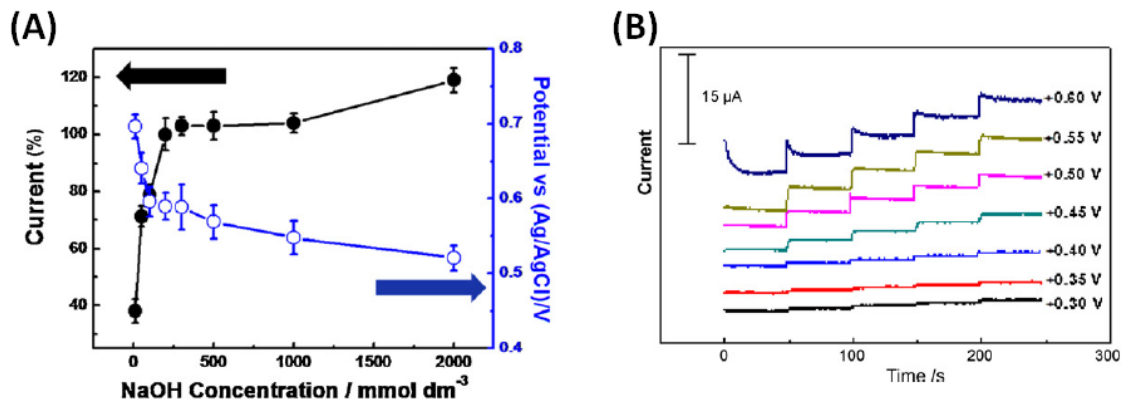 (A)
120
100
80
60
40
Current (%)
0.8
0.7
0.6
0.5
0.4
Potential vs (Ag/AgCl)/V
0 500 1000 1500 2000
NaOH Concentration / mmol dm⁻³
(B)
15 µA
+0.60 V
+0.55 V
+0.50 V
+0.45 V
+0.40 V
+0.35 V
+0.30 V
Current
0 100 200 300
Time /s